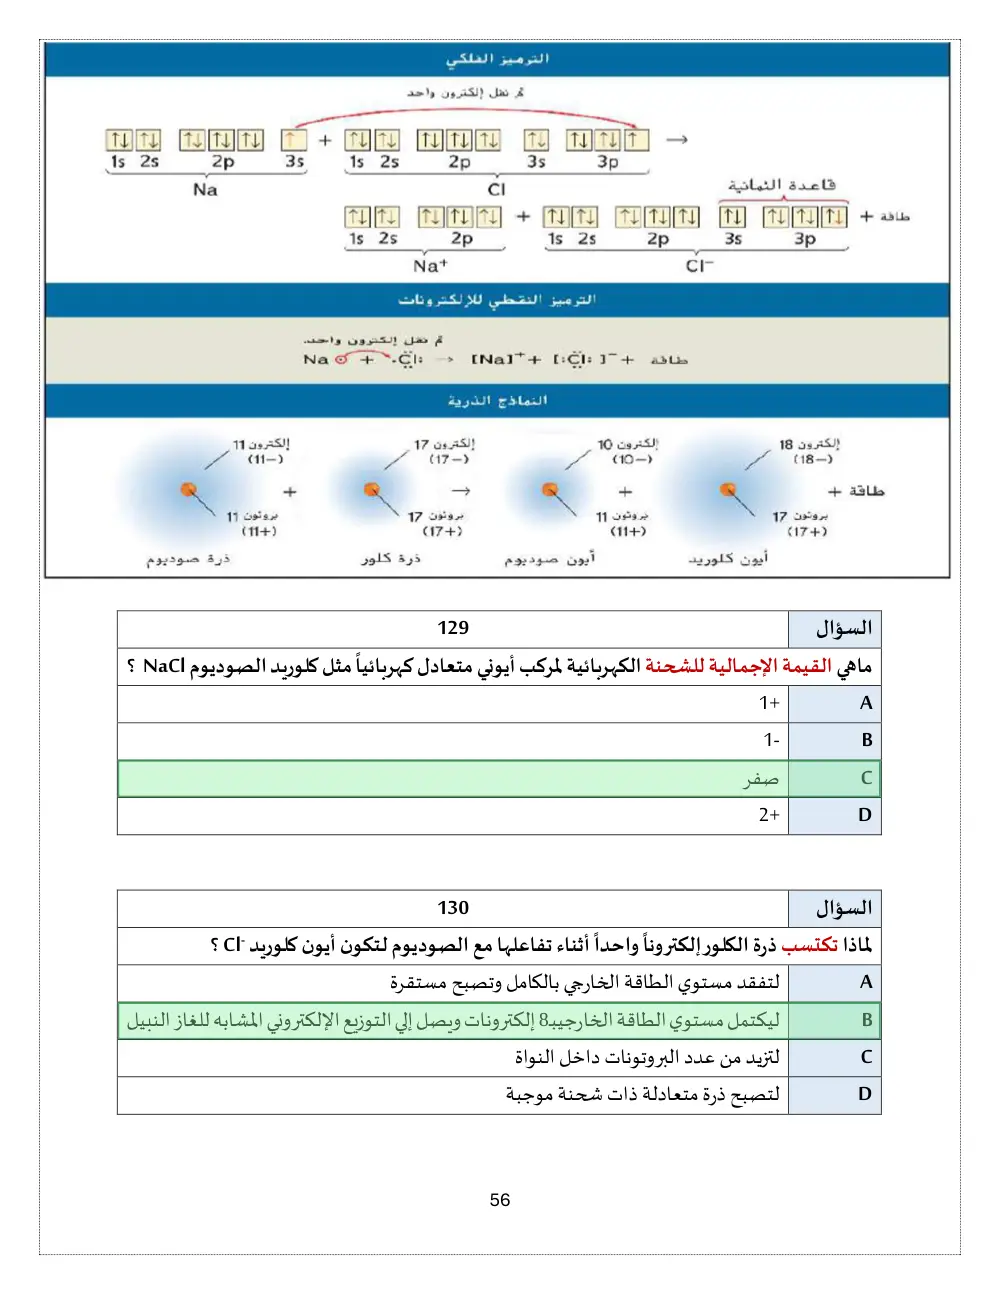 الترميز الفلكي
تم نقل إلكترون واحد
↑↓ ↑↓ ↑↓ ↑↓ ↑↓ ↑ + ↑↓ ↑↓ ↑↓ ↑↓ ↑↓ ↑↓ ↑↓ ↑↓ ↑ →
1s 2s 2p 3s 1s 2s 2p 3s 3p
Na Cl
قاعدة الثمانية
↑↓ ↑↓ ↑↓ ↑↓ ↑↓ + ↑↓ ↑↓ ↑↓ ↑↓ ↑↓ ↑↓ ↑↓ ↑↓ ↑↓ + طاقة
1s 2s 2p 1s 2s 2p 3s 3p
Na⁺ Cl⁻
الترميز النقطي للإلكترونات
تم نقل إلكترون واحد.
Na + ·Cl: → [Na]⁺ + [:Cl:]⁻ + طاقة
النماذج الذرية
11 إلكترون 17 إلكترون 10 إلكترون 18 إلكترون
(11−) (17−) (10−) (18−)
+ → + + طاقة
11 بروتون 17 بروتون 11 بروتون 17 بروتون
(11+) (17+) (11+) (17+)
ذرة صوديوم ذرة كلور أيون صوديوم أيون كلوريد
السؤال 129
ماهي القيمة الإجمالية للشحنة الكهربائية لمركب أيوني متعادل كهربائياً مثل كلوريد الصوديوم NaCl ؟
A 1+
B 1-
C صفر
D 2+
السؤال 130
لماذا تكتسب ذرة الكلور إلكتروناً واحداً أثناء تفاعلها مع الصوديوم لتكون أيون كلوريد Cl⁻ ؟
A لتفقد مستوي الطاقة الخارجي بالكامل وتصبح مستقرة
B ليكتمل مستوي الطاقة الخارجيب8 إلكترونات ويصل إلي التوزيع الإلكتروني المشابه للغاز النبيل
C لتزيد من عدد البروتونات داخل النواة
D لتصبح ذرة متعادلة ذات شحنة موجبة
56